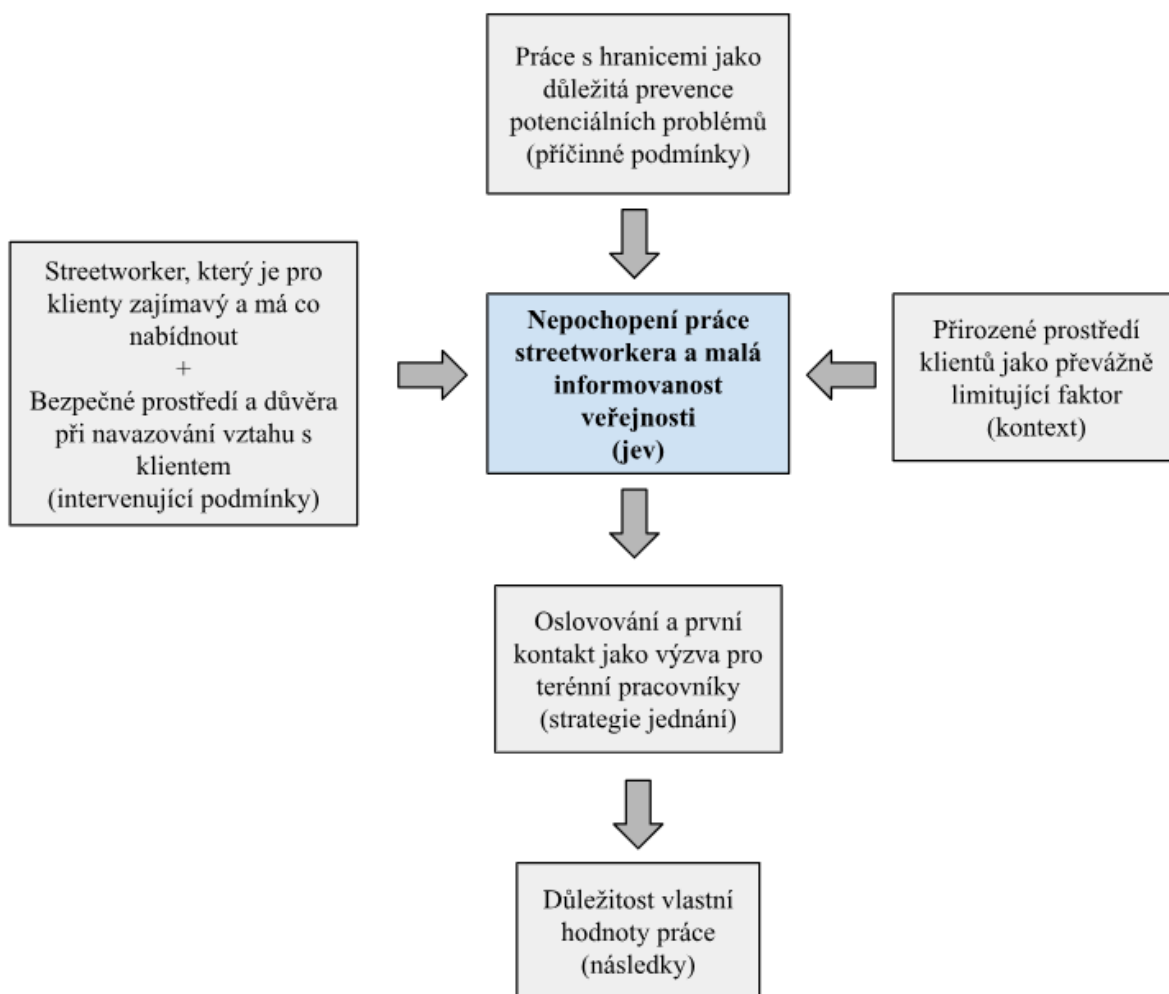 Práce s hranicemi jako
důležitá prevence
potenciálních problémů
(příčinné podmínky)
Streetworker, který je pro
klienty zajímavý a má co
nabídnout
+
Bezpečné prostředí a důvěra
při navazování vztahu s
klientem
(intervenující podmínky)
Nepochopení práce
streetworkera a malá
informovanost
veřejnosti
(jev)
Přirozené prostředí
klientů jako převážně
limitující faktor
(kontext)
Oslovování a první
kontakt jako výzva pro
terénní pracovníky
(strategie jednání)
Důležitost vlastní
hodnoty práce
(následky)